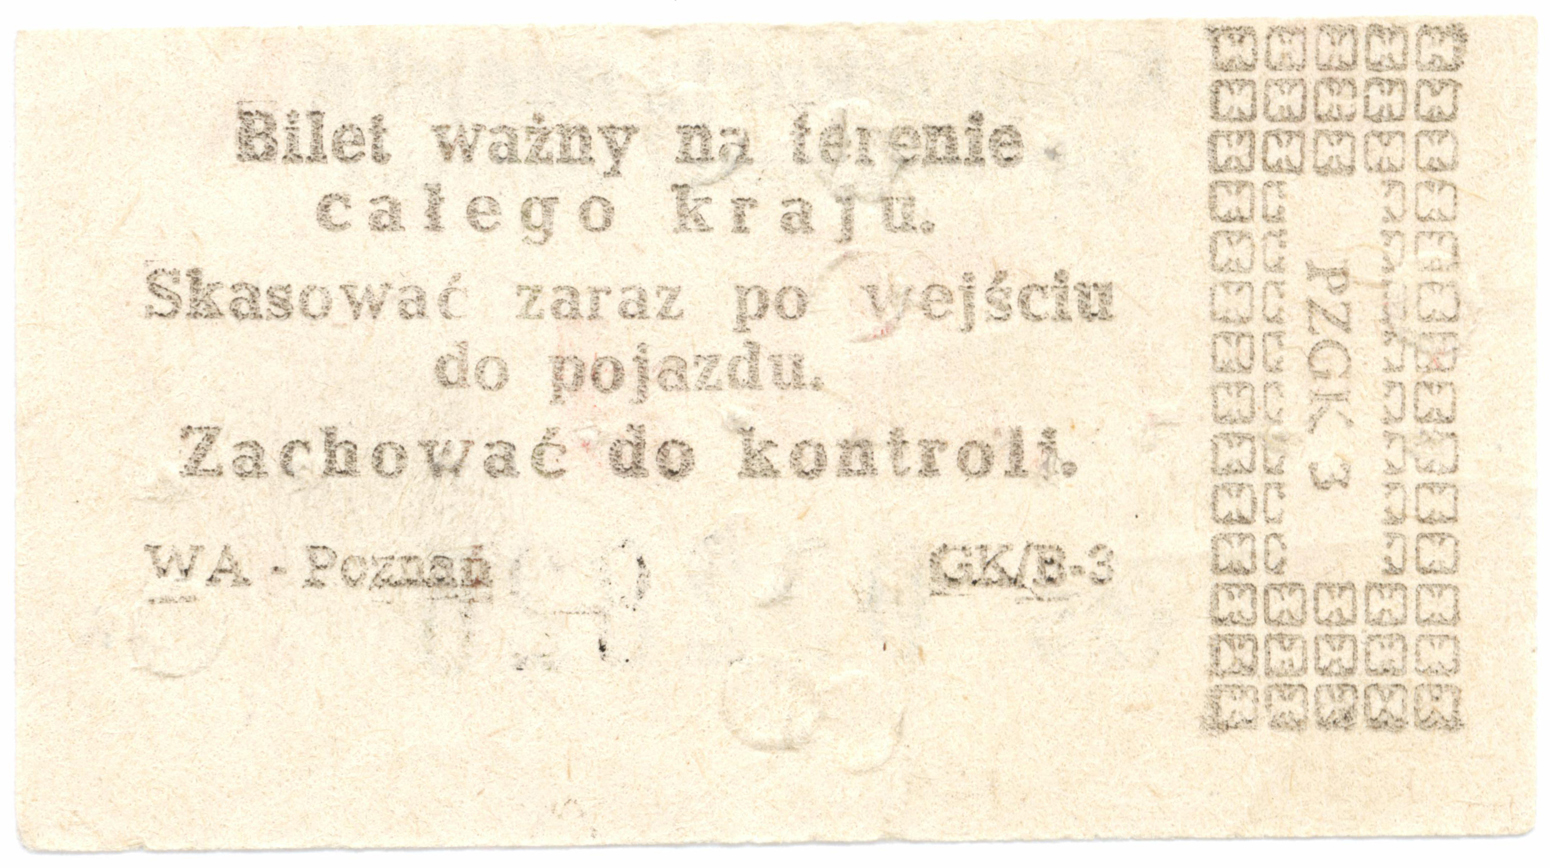 Bilet ważny na terenie
całego kraju.
Skasować zaraz po wejściu
do pojazdu.
Zachować do kontroli.
WA - Poznań
GK/B-3
PZGK 3